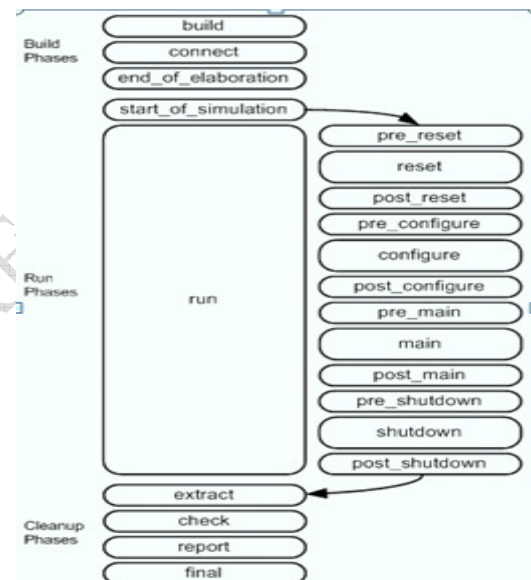 Build
Phases
build
connect
end_of_elaboration
start_of_simulation
Run
Phases
run
pre_reset
reset
post_reset
pre_configure
configure
post_configure
pre_main
main
post_main
pre_shutdown
shutdown
post_shutdown
Cleanup
Phases
extract
check
report
final